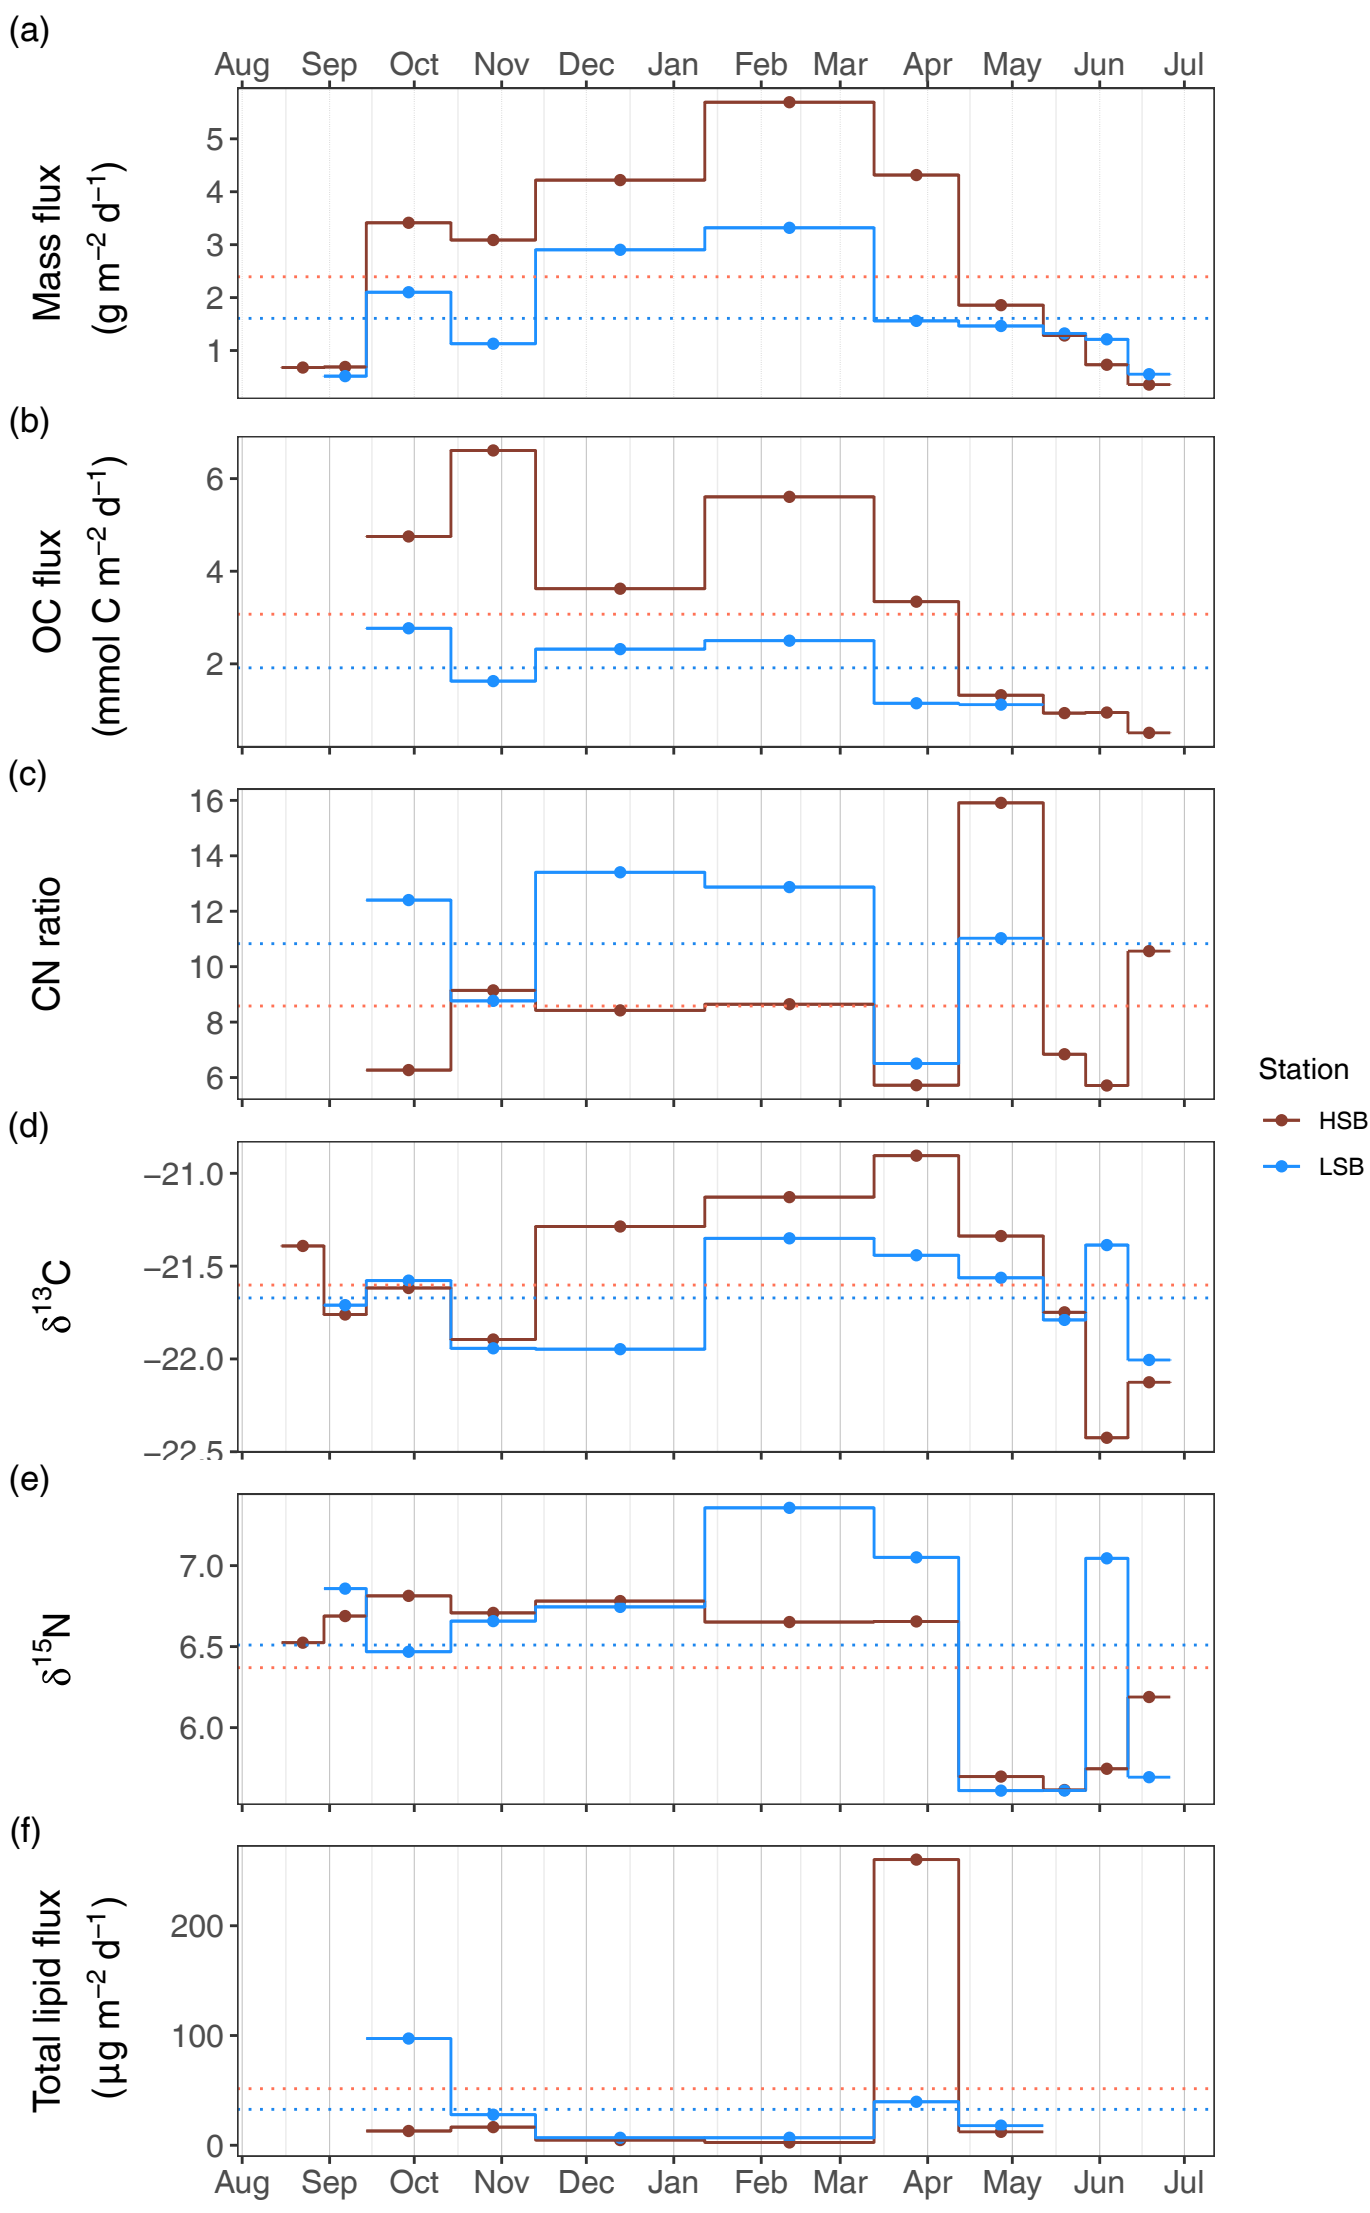 (a)
Aug Sep Oct Nov Dec Jan Feb Mar Apr May Jun Jul
Mass flux
(g m⁻² d⁻¹)
5
4
3
2
1
(b)
OC flux
(mmol C m⁻² d⁻¹)
6
4
2
(c)
CN ratio
16
14
12
10
8
6
Station
HSB
LSB
(d)
δ¹³C
−21.0
−21.5
−22.0
−22.5
(e)
δ¹⁵N
7.0
6.5
6.0
(f)
Total lipid flux
(µg m⁻² d⁻¹)
200
100
0
Aug Sep Oct Nov Dec Jan Feb Mar Apr May Jun Jul